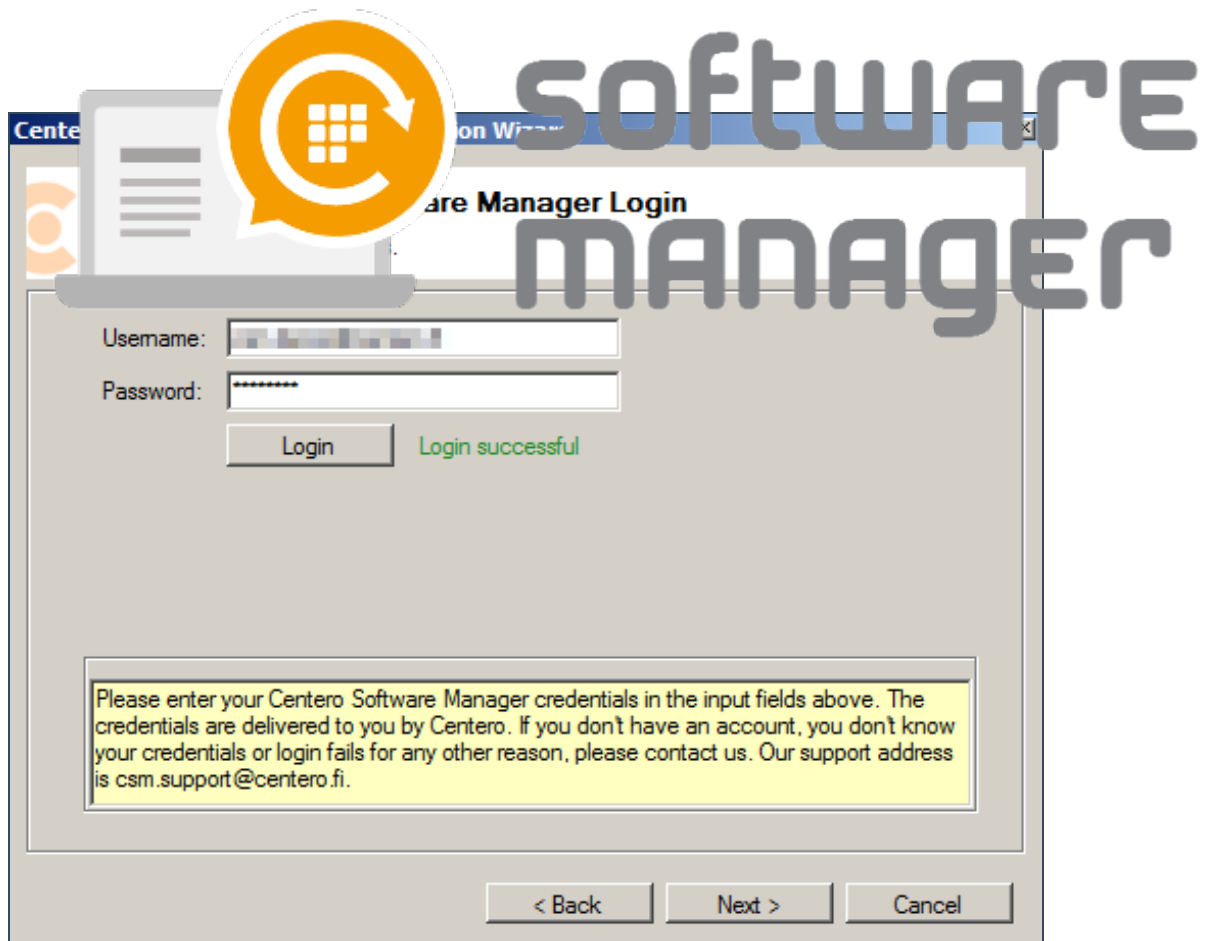 software
manager
Cente
on Wizard
are Manager Login
Username:
Password: ********
Login Login successful
Please enter your Centero Software Manager credentials in the input fields above. The
credentials are delivered to you by Centero. If you don't have an account, you don't know
your credentials or login fails for any other reason, please contact us. Our support address
is csm.support@centero.fi.
< Back Next > Cancel